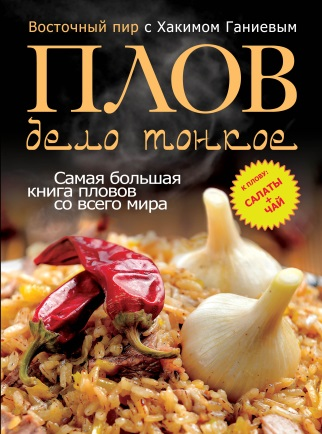 Восточный пир с Хакимом Ганиевым
ПЛОВ
дело тонкое
Самая большая
книга пловов
со всего мира
К ПЛОВУ:
САЛАТЫ
+
ЧАЙ